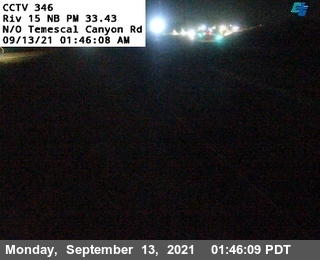 CCTV 346
Riv 15 NB PM 33.43
N/O Temescal Canyon Rd
09/13/21 01:46:08 AM
Monday, September 13, 2021 01:46:09 PDT